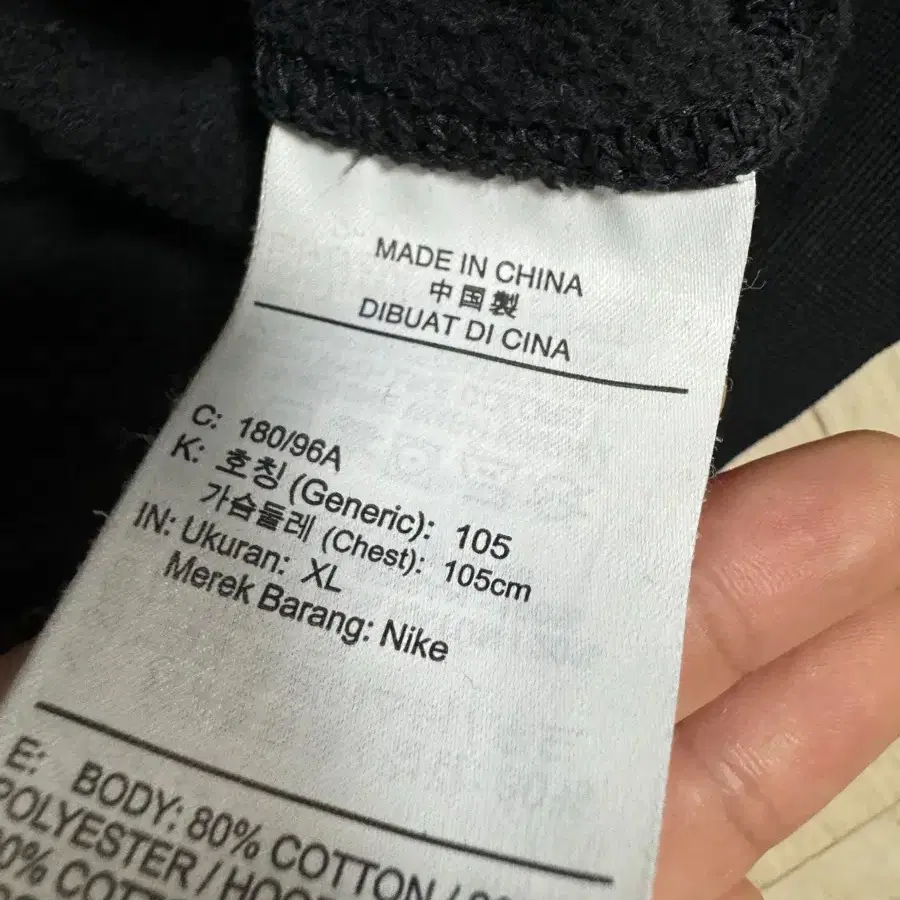 MADE IN CHINA
中国製
DIBUAT DI CINA
C: 180/96A
K: 호칭 (Generic): 105
가슴둘레 (Chest): 105cm
IN: Ukuran: XL
Merek Barang: Nike
E: BODY: 80% COTTON /
POLYESTER /
COTTON